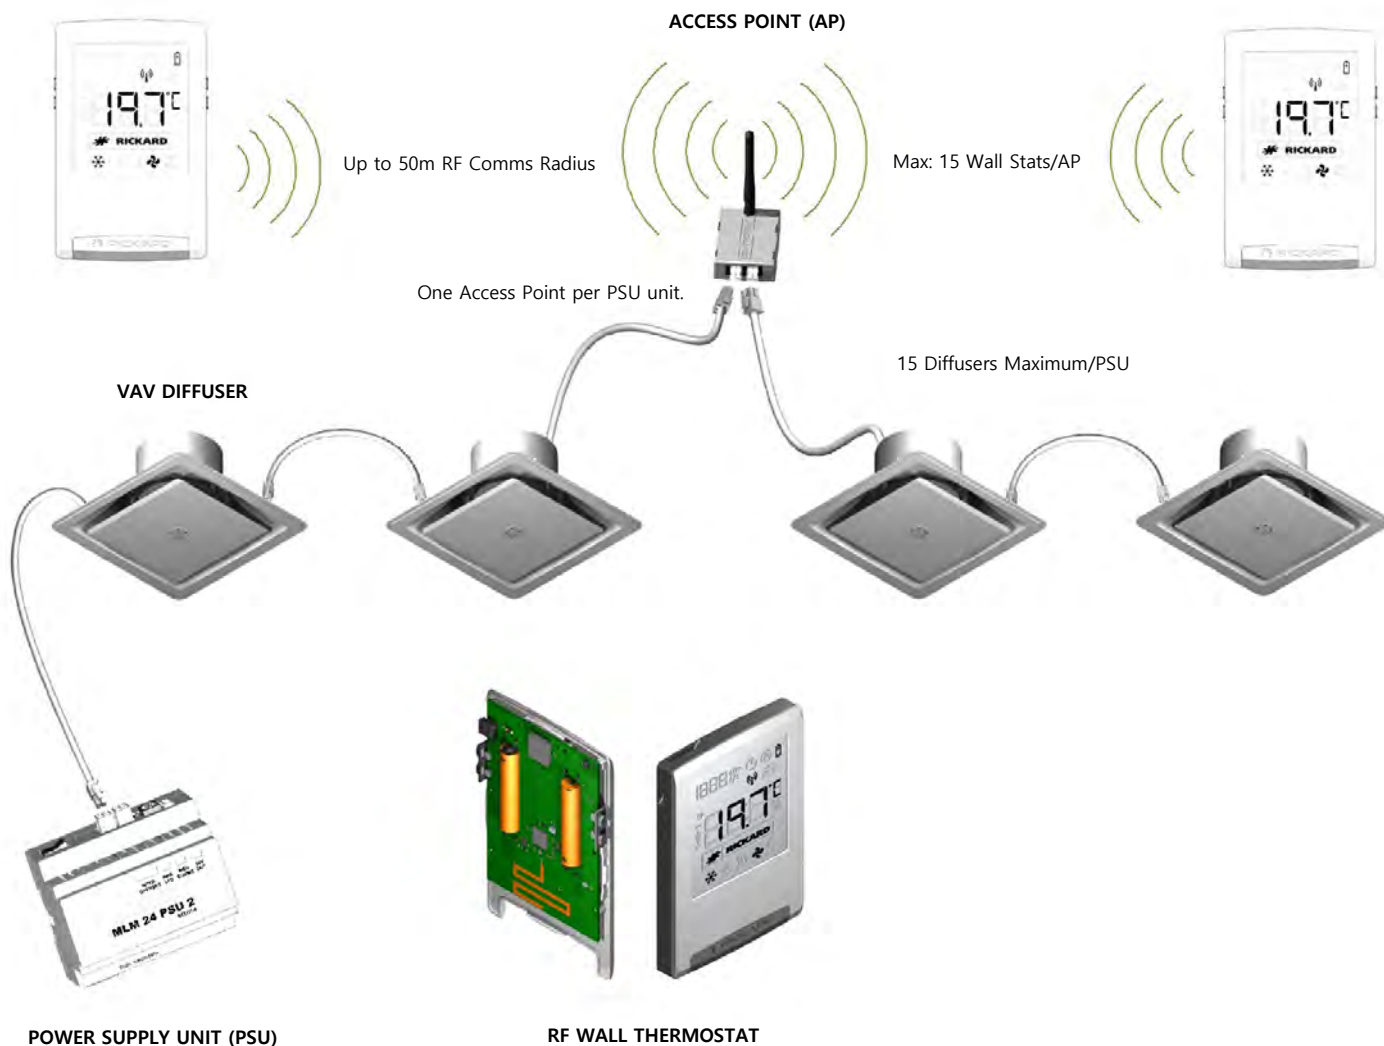 ACCESS POINT (AP)
19.7°C
RICKARD
RICKARD
Up to 50m RF Comms Radius
Max: 15 Wall Stats/AP
19.7°C
RICKARD
RICKARD
One Access Point per PSU unit.
15 Diffusers Maximum/PSU
VAV DIFFUSER
MLM 24 PSU 2
19.7°C
RICKARD
POWER SUPPLY UNIT (PSU)
RF WALL THERMOSTAT